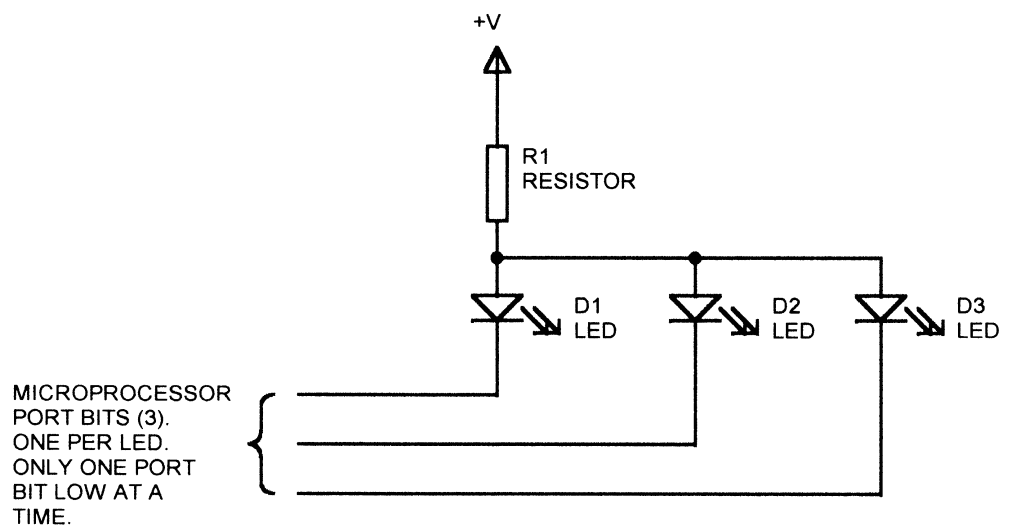 +V
R1
RESISTOR
D1
LED
D2
LED
D3
LED
MICROPROCESSOR
PORT BITS (3).
ONE PER LED.
ONLY ONE PORT
BIT LOW AT A
TIME.